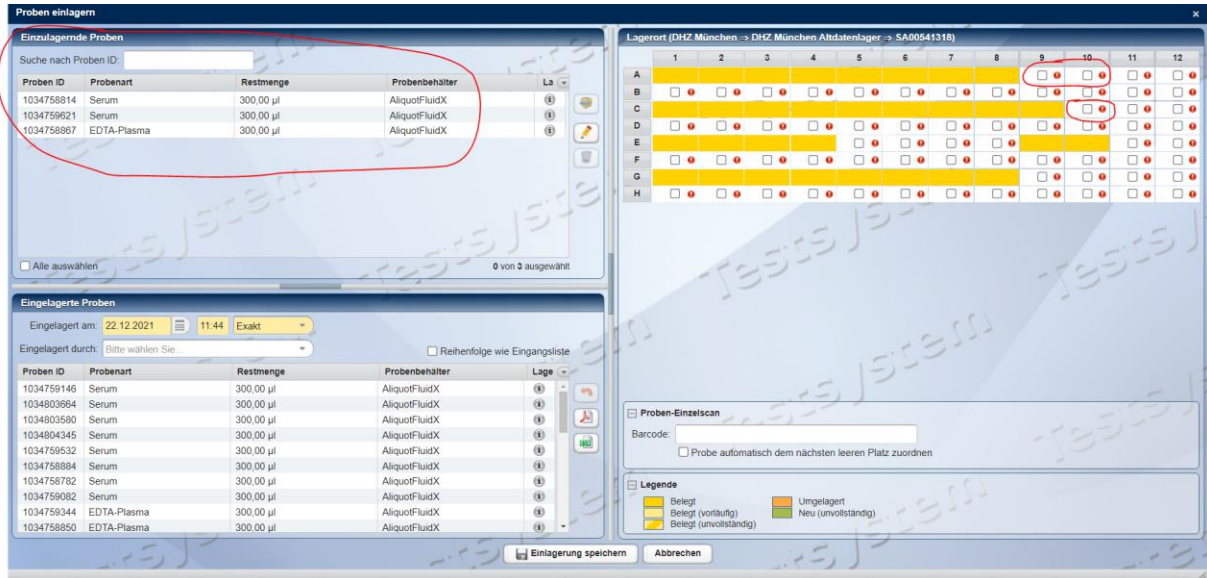 Proben einlagern
Einzulagernde Proben
Suche nach Proben ID:
Proben ID Probenart Restmenge Probenbehälter La
1034758814 Serum 300,00 µl AliquotFluidX
1034759621 Serum 300,00 µl AliquotFluidX
1034758867 EDTA-Plasma 300,00 µl AliquotFluidX
Alle auswählen 0 von 3 ausgewählt
Eingelagerte Proben
Eingelagert am: 22.12.2021 11:44 Exakt
Eingelagert durch: Bitte wählen Sie... Reihenfolge wie Eingangsliste
Proben ID Probenart Restmenge Probenbehälter Lage
1034759146 Serum 300,00 µl AliquotFluidX
1034803664 Serum 300,00 µl AliquotFluidX
1034803580 Serum 300,00 µl AliquotFluidX
1034804345 Serum 300,00 µl AliquotFluidX
1034759532 Serum 300,00 µl AliquotFluidX
1034758884 Serum 300,00 µl AliquotFluidX
1034758782 Serum 300,00 µl AliquotFluidX
1034759082 Serum 300,00 µl AliquotFluidX
1034759344 EDTA-Plasma 300,00 µl AliquotFluidX
1034758850 EDTA-Plasma 300,00 µl AliquotFluidX
Lagerort (DHZ München → DHZ München Altdatenlager → SA00541318)
1 2 3 4 5 6 7 8 9 10 11 12
A
B
C
D
E
F
G
H
Proben-Einzelscan
Barcode:
Probe automatisch dem nächsten leeren Platz zuordnen
Legende
Belegt Umgelagert
Belegt (vorläufig) Neu (unvollständig)
Belegt (unvollständig)
Einlagerung speichern Abbrechen
Testsystem